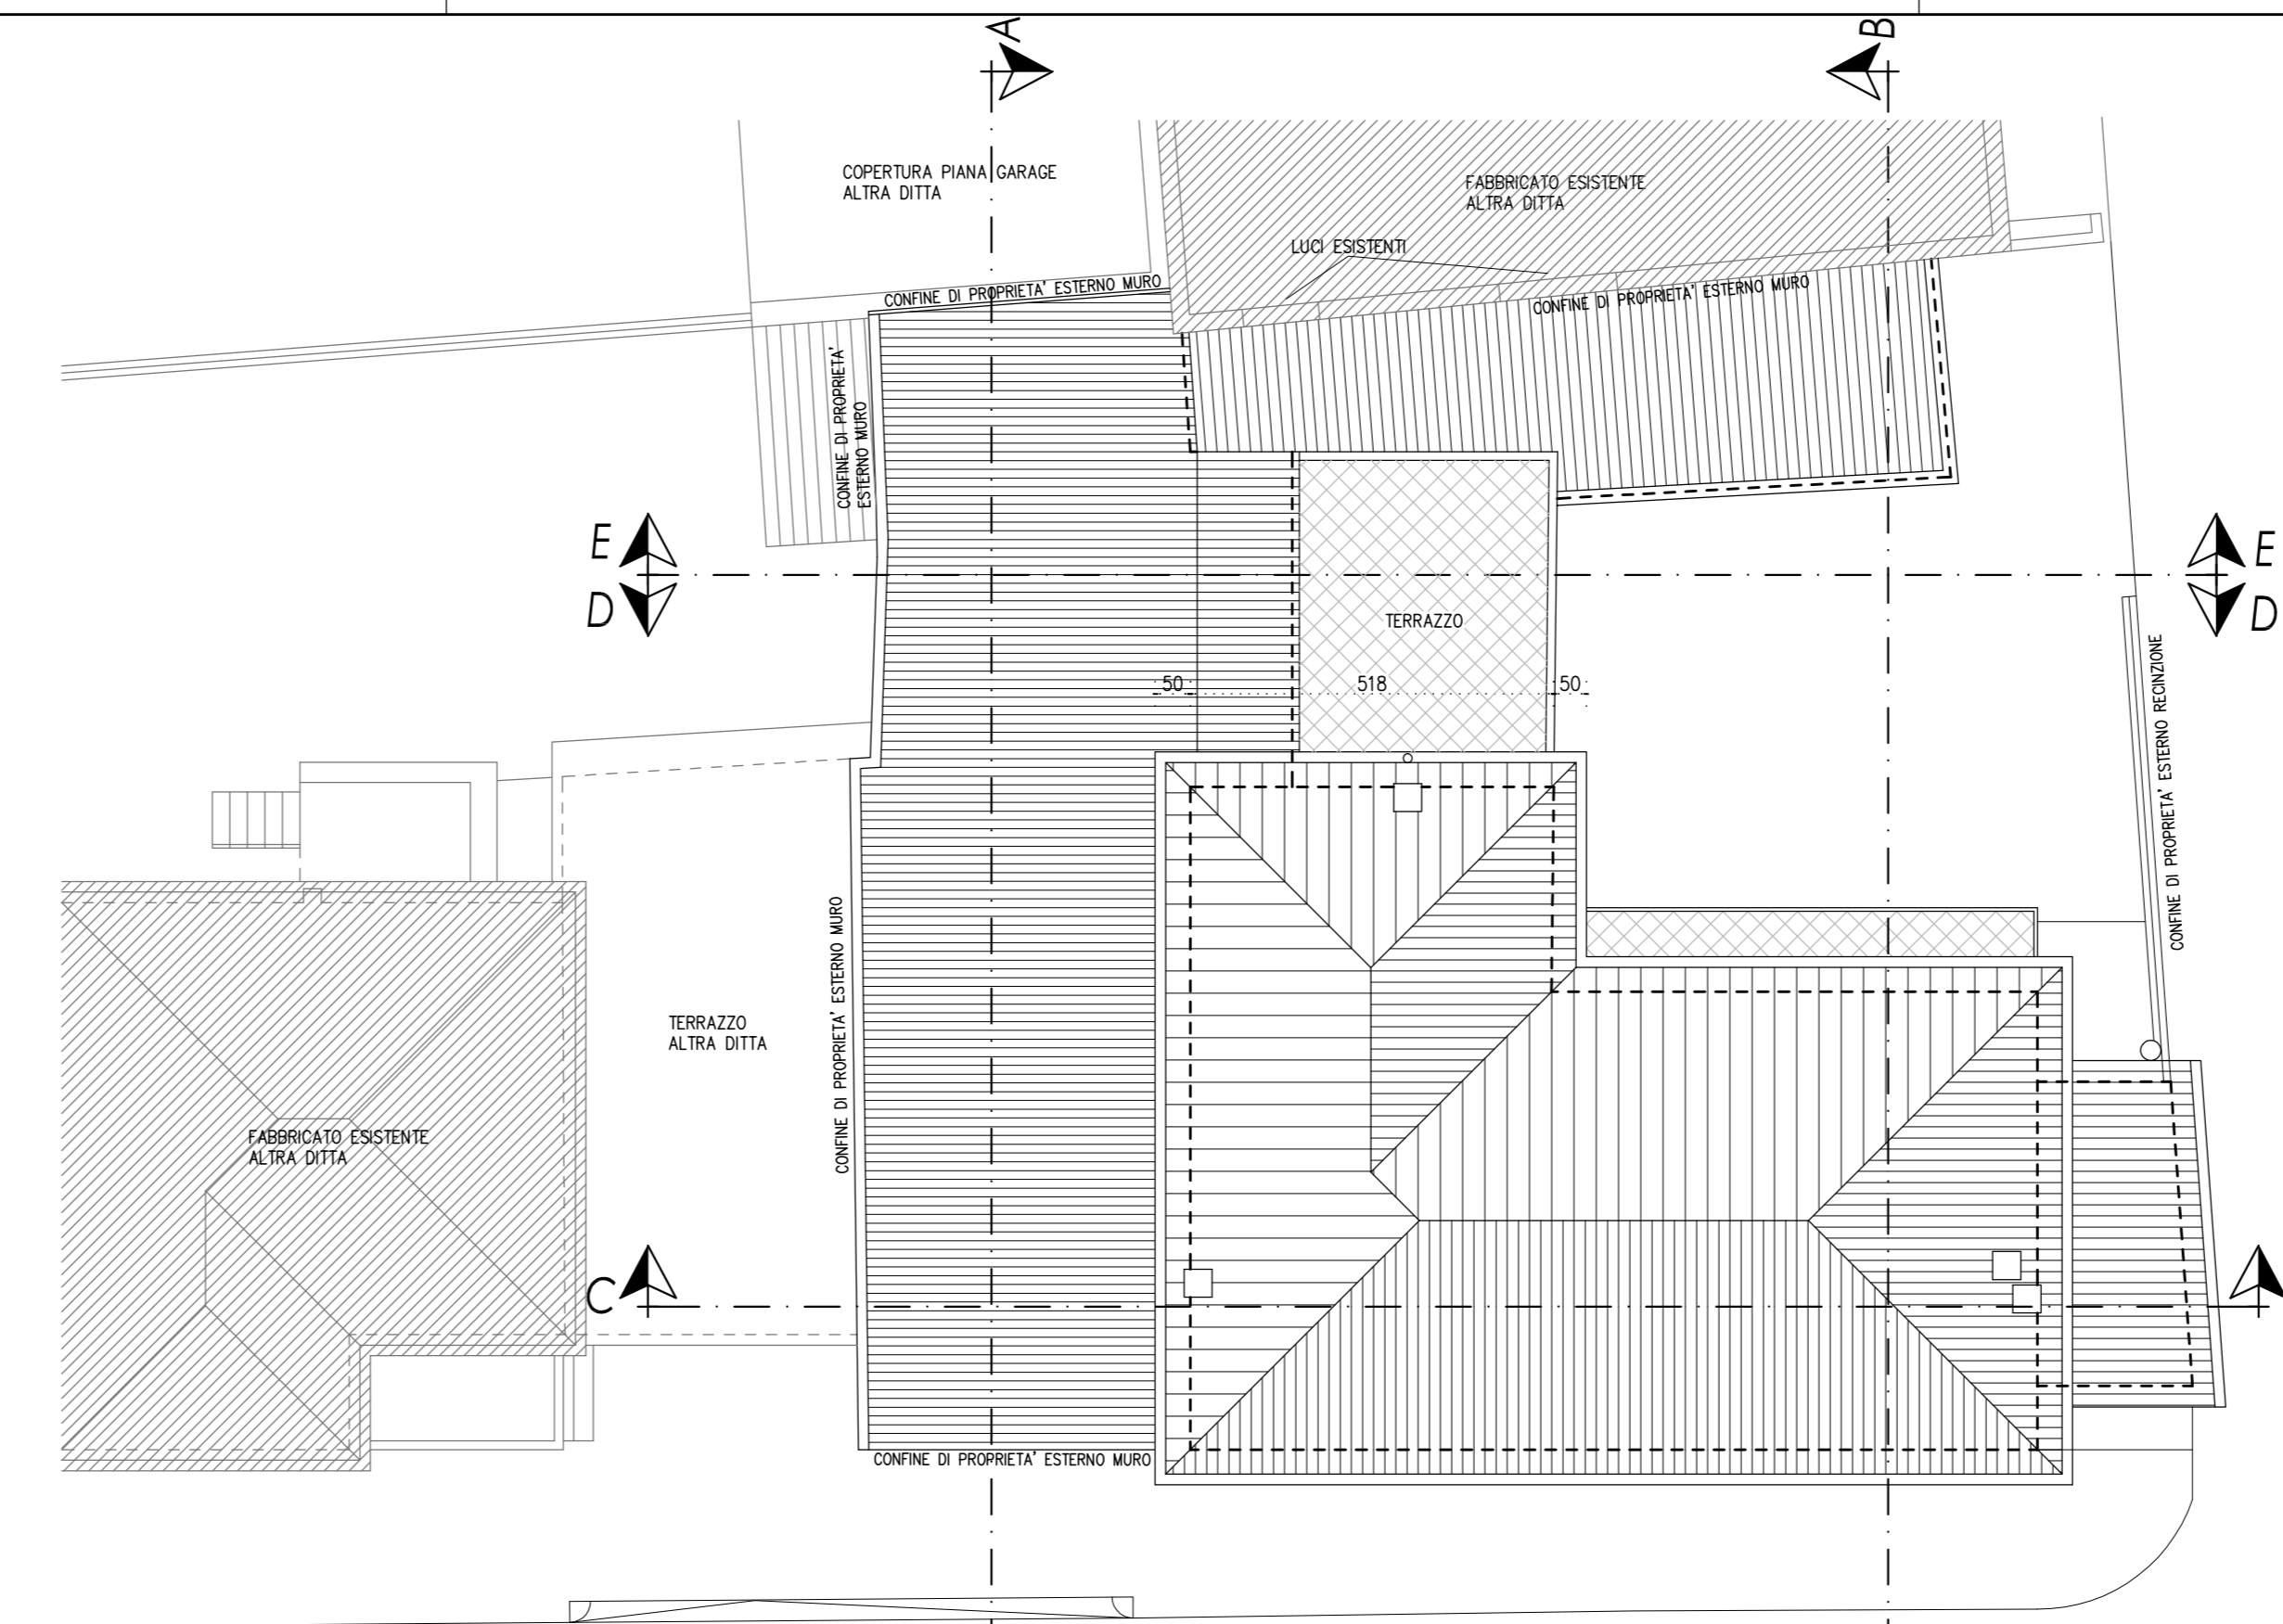 A
B
COPERTURA PIANA GARAGE
ALTRA DITTA
FABBRICATO ESISTENTE
ALTRA DITTA
LUCI ESISTENTI
CONFINE DI PROPRIETA' ESTERNO MURO
CONFINE DI PROPRIETA' ESTERNO MURO
CONFINE DI PROPRIETA'
ESTERNO MURO
E
E
D
D
TERRAZZO
50
518
50
CONFINE DI PROPRIETA' ESTERNO RECINZIONE
CONFINE DI PROPRIETA' ESTERNO MURO
TERRAZZO
ALTRA DITTA
FABBRICATO ESISTENTE
ALTRA DITTA
C
CONFINE DI PROPRIETA' ESTERNO MURO